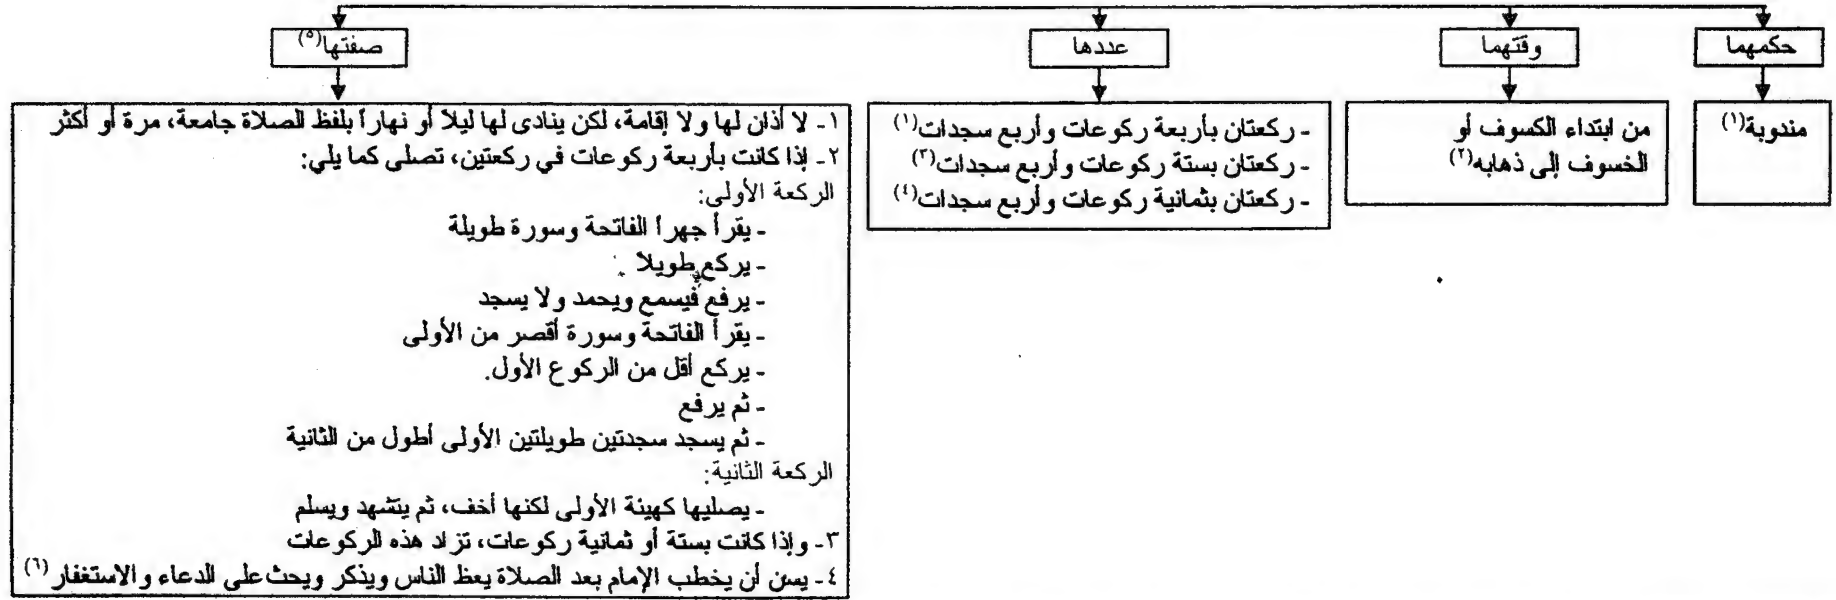 حكمهما
مندوبة(١)
وقتهما
من ابتداء الكسوف أو
الخسوف إلى ذهابه(٢)
عددها
- ركعتان بأربعة ركوعات وأربع سجدات(١)
- ركعتان بستة ركوعات وأربع سجدات(٣)
- ركعتان بثمانية ركوعات وأربع سجدات(٤)
صفتها(٥)
١- لا أذان لها ولا إقامة، لكن ينادى لها ليلاً أو نهاراً بلفظ الصلاة جامعة، مرة أو أكثر
٢- إذا كانت بأربعة ركوعات في ركعتين، تصلى كما يلي:
الركعة الأولى:
- يقرأ جهراً الفاتحة وسورة طويلة
- يركع طويلا
- يرفع فيسمع ويحمد ولا يسجد
- يقرأ الفاتحة وسورة أقصر من الأولى
- يركع أقل من الركوع الأول.
- ثم يرفع
- ثم يسجد سجدتين طويلتين الأولى أطول من الثانية
الركعة الثانية:
- يصليها كهيئة الأولى لكنها أخف، ثم يتشهد ويسلم
٣- وإذا كانت بستة أو ثمانية ركوعات، تزاد هذه الركوعات
٤- يسن أن يخطب الإمام بعد الصلاة يعظ الناس ويذكر ويحث على الدعاء والاستغفار(٦)